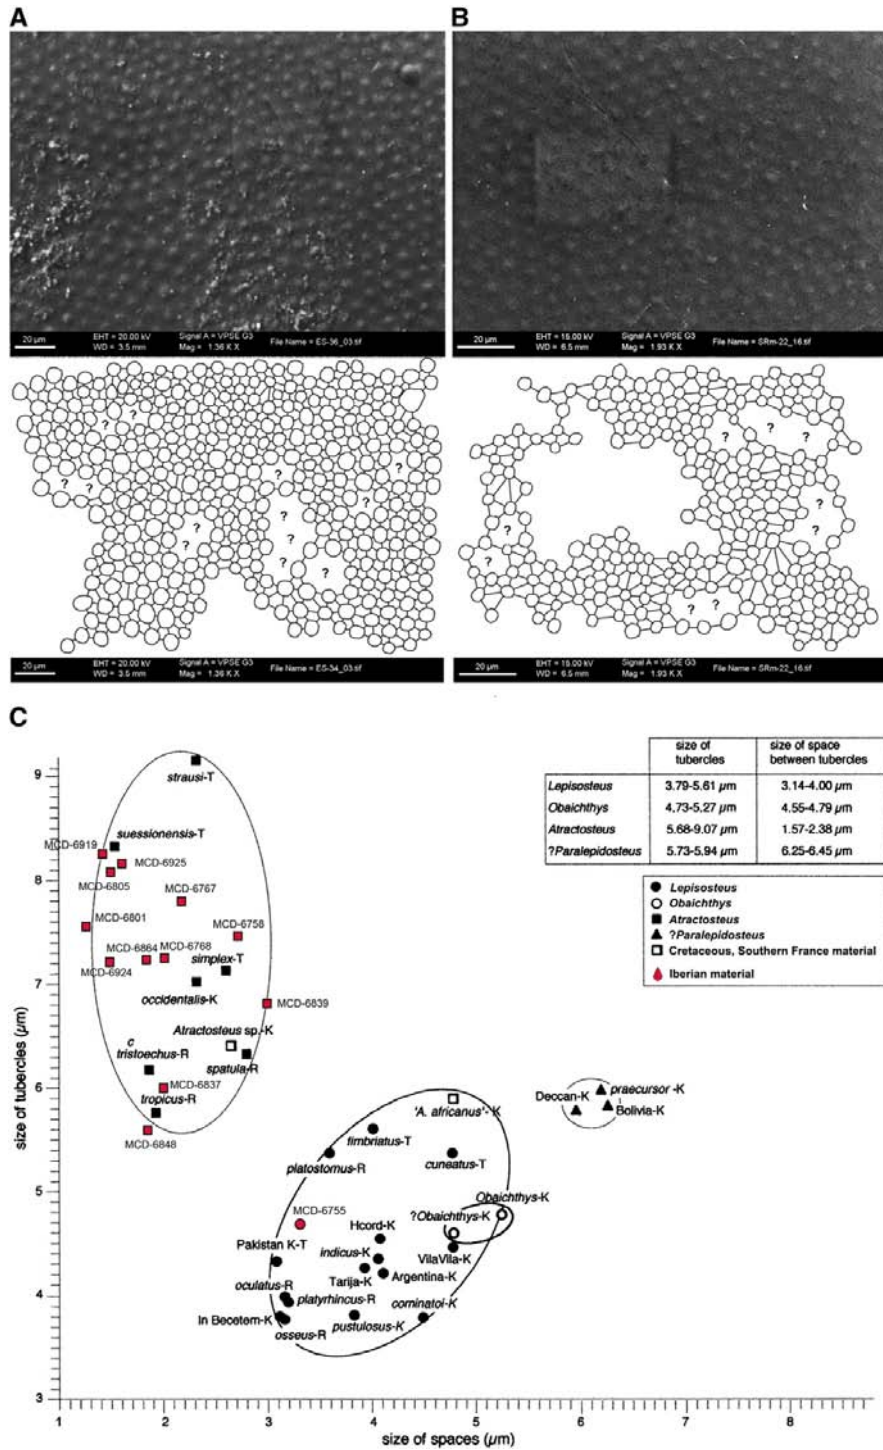 A
B
20 µm
EHT = 20.00 kV
WD = 3.5 mm
Signal A = VPSE G3
Mag = 1.36 K X
File Name = ES-36_03.tif
20 µm
EHT = 15.00 kV
WD = 6.5 mm
Signal A = VPSE G3
Mag = 1.93 K X
File Name = SRm-22_16.tif
? ?
? ?
? ?
?
?
? ?
? ?
?
?
?
? ? ?
?
?
?
?
? ?
20 µm
EHT = 20.00 kV
WD = 3.5 mm
Signal A = VPSE G3
Mag = 1.36 K X
File Name = ES-34_03.tif
20 µm
EHT = 15.00 kV
WD = 6.5 mm
Signal A = VPSE G3
Mag = 1.93 K X
File Name = SRm-22_16.tif
C
size of tubercles
size of space between tubercles
Lepisosteus 3.79-5.61 µm 3.14-4.00 µm
Obaichthys 4.73-5.27 µm 4.55-4.79 µm
Atractosteus 5.68-9.07 µm 1.57-2.38 µm
?Paralepidosteus 5.73-5.94 µm 6.25-6.45 µm
Lepisosteus
Obaichthys
Atractosteus
?Paralepidosteus
Cretaceous, Southern France material
Iberian material
strausi-T
suessionensis-T
MCD-6919
MCD-6925
MCD-6805
MCD-6767
MCD-6801
MCD-6758
MCD-6864
MCD-6768
MCD-6924
simplex-T
occidentalis-K
MCD-6839
Atractosteus sp.-K
c
tristoechus-R
spatula-R
MCD-6837
tropicus-R
MCD-6848
Deccan-K
praecursor -K
Bolivia-K
'A. africanus'- K
fimbriatus-T
platostomus-R
cuneatus-T
Obaichthys-K
?Obaichthys-K
MCD-6755
Hcord-K
Pakistan K-T
indicus-K
VilaVila-K
Tarija-K
Argentina-K
oculatus-R
platyrhincus-R
corninatoi-K
In Becetem-K
osseus-R
pustulosus-K
size of tubercles (µm)
9
8
7
6
5
4
3
1 2 3 4 5 6 7 8
size of spaces (µm)